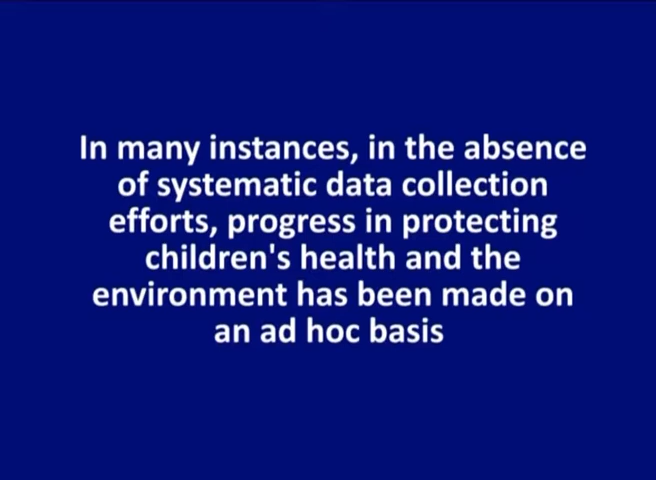 In many instances, in the absence
of systematic data collection
efforts, progress in protecting
children's health and the
environment has been made on
an ad hoc basis